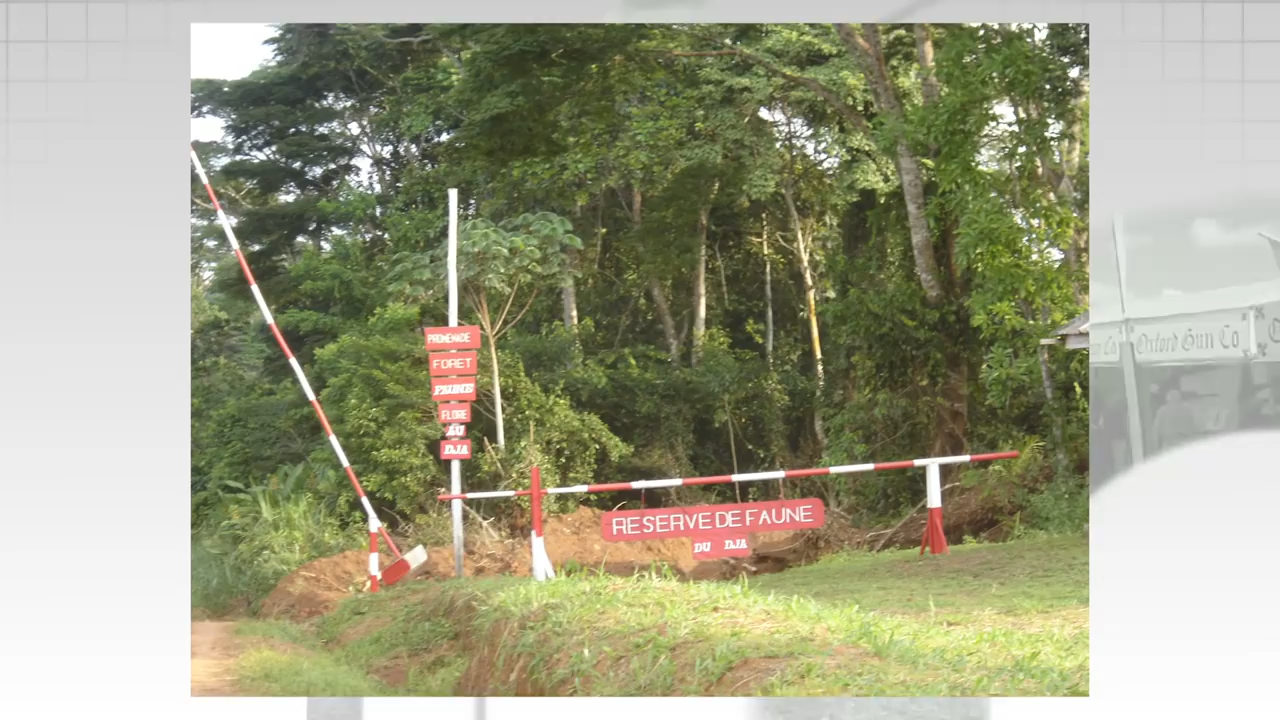 PROMENADE
FORET
FAUNE
FLORE
AU
DJA
RESERVE DE FAUNE
DU DJA
Oxford Gun Co